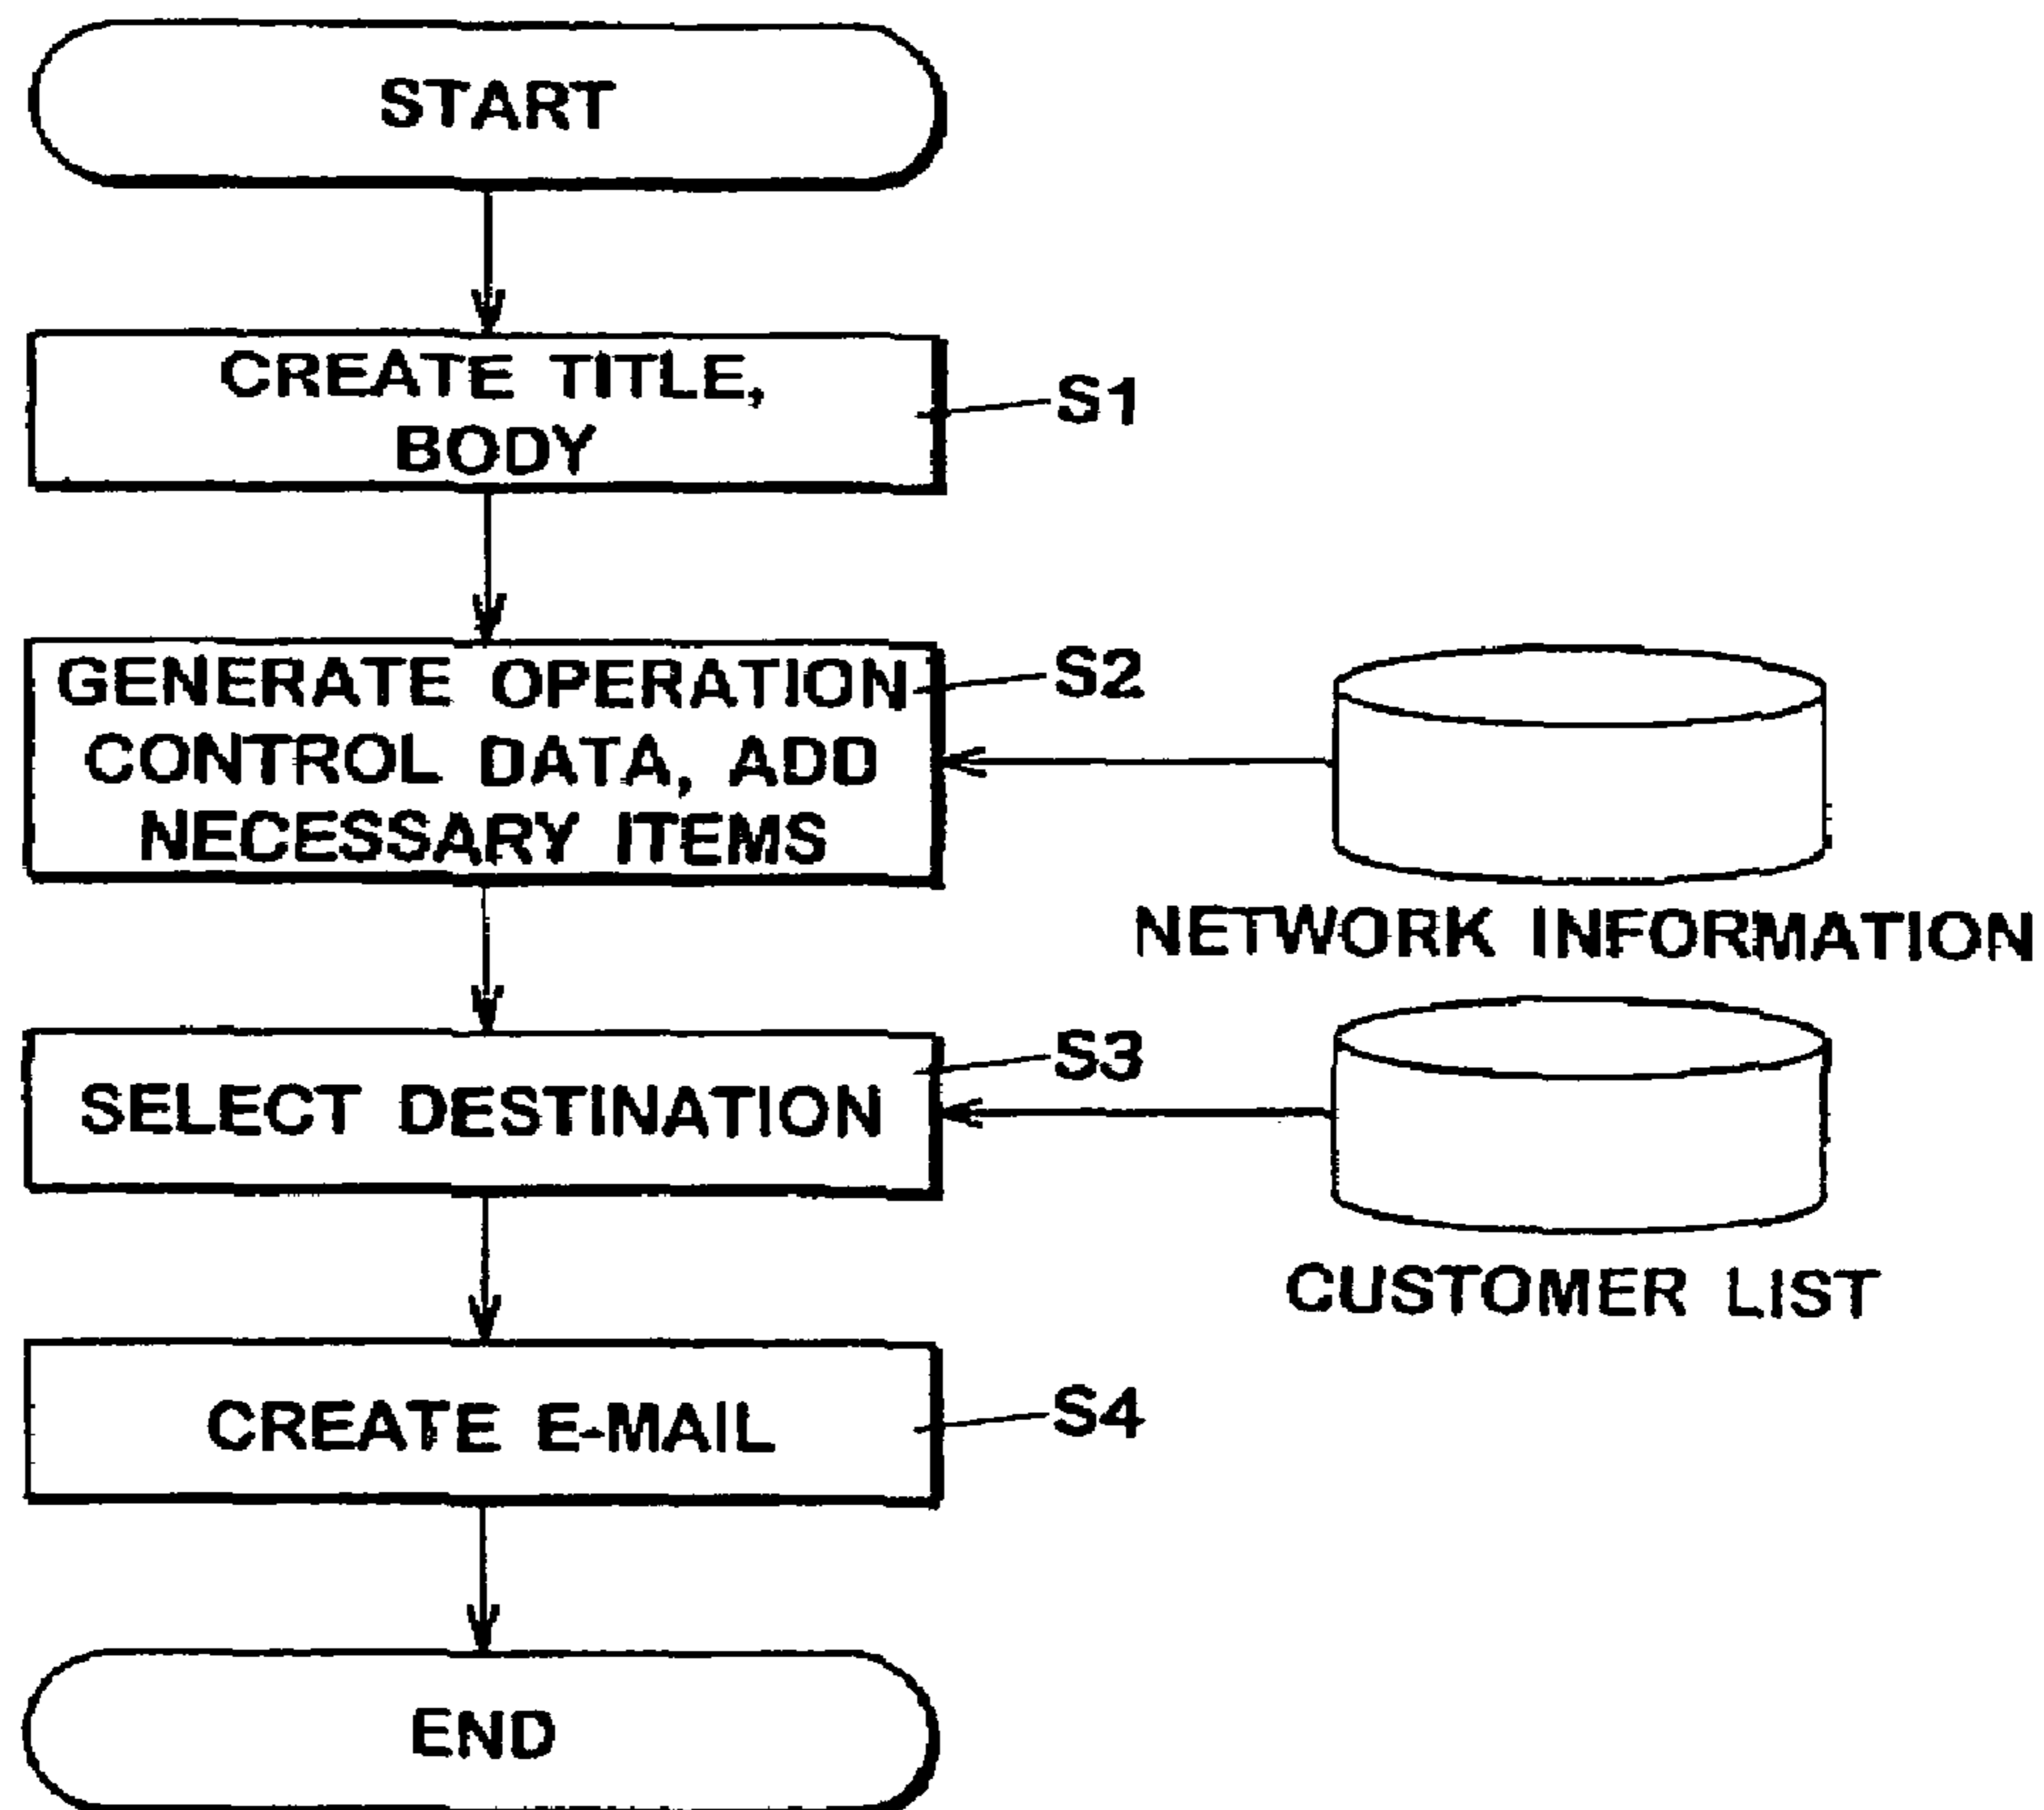 START
CREATE TITLE,
BODY
S1
GENERATE OPERATION
CONTROL DATA, ADD
NECESSARY ITEMS
S2
NETWORK INFORMATION
SELECT DESTINATION
S3
CUSTOMER LIST
CREATE E-MAIL
S4
END